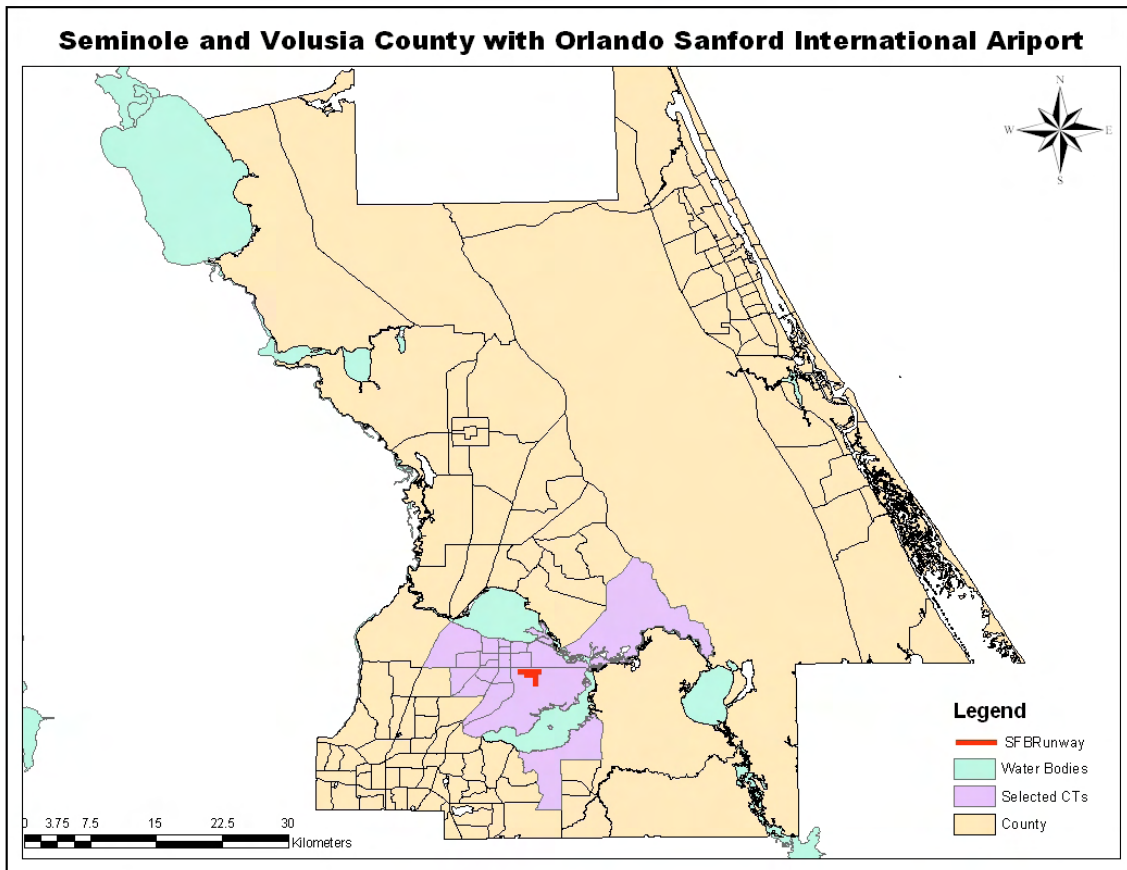 Seminole and Volusia County with Orlando Sanford International Ariport
N
W E
S
Legend
SFBRunway
Water Bodies
Selected CTs
County
0 3.75 7.5 15 22.5 30
Kilometers